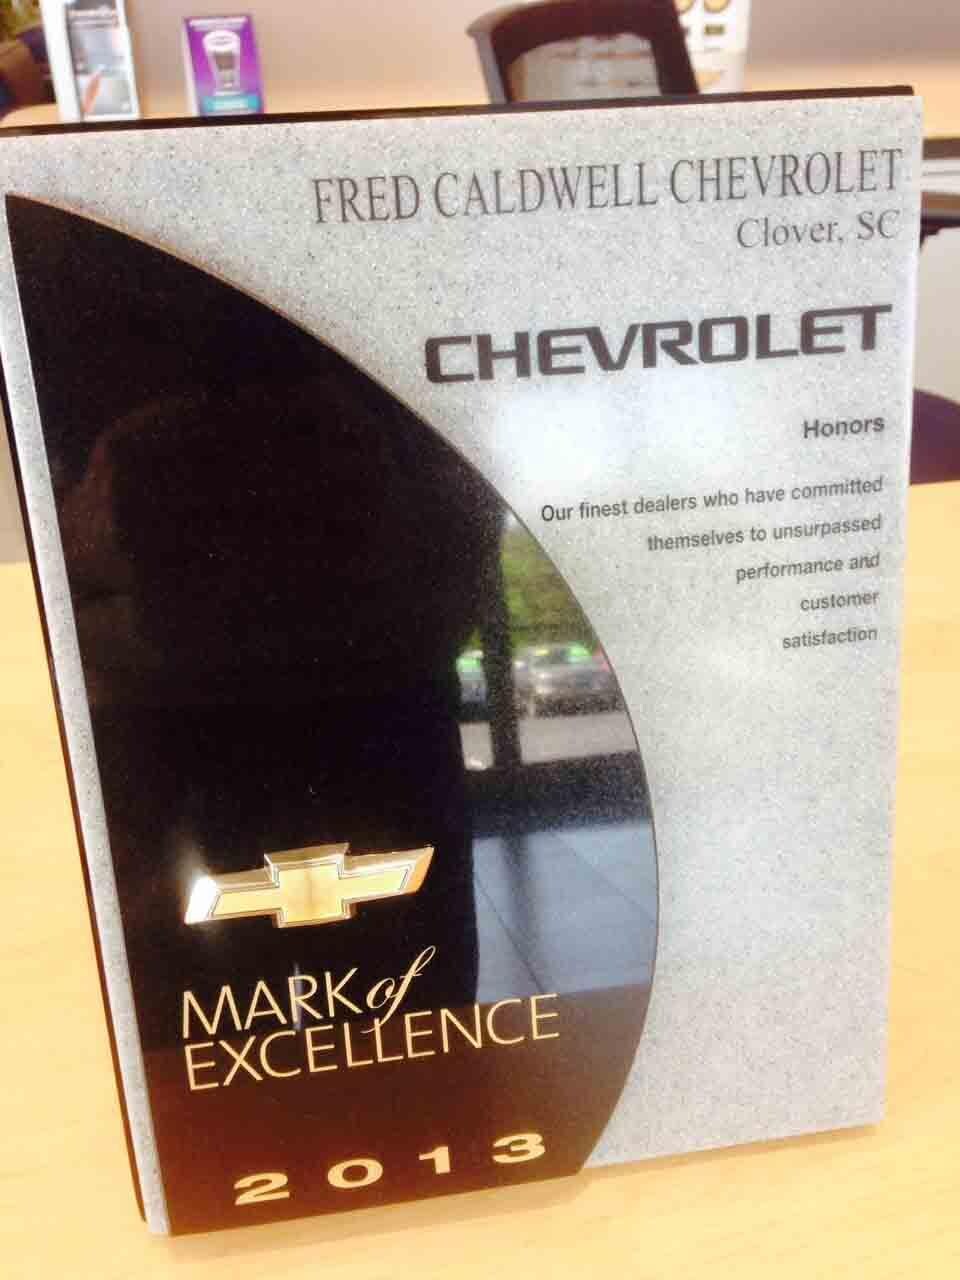 FRED CALDWELL CHEVROLET
Clover, SC
CHEVROLET
Honors
Our finest dealers who have committed
themselves to unsurpassed
performance and
customer
satisfaction
MARK of
EXCELLENCE
2013